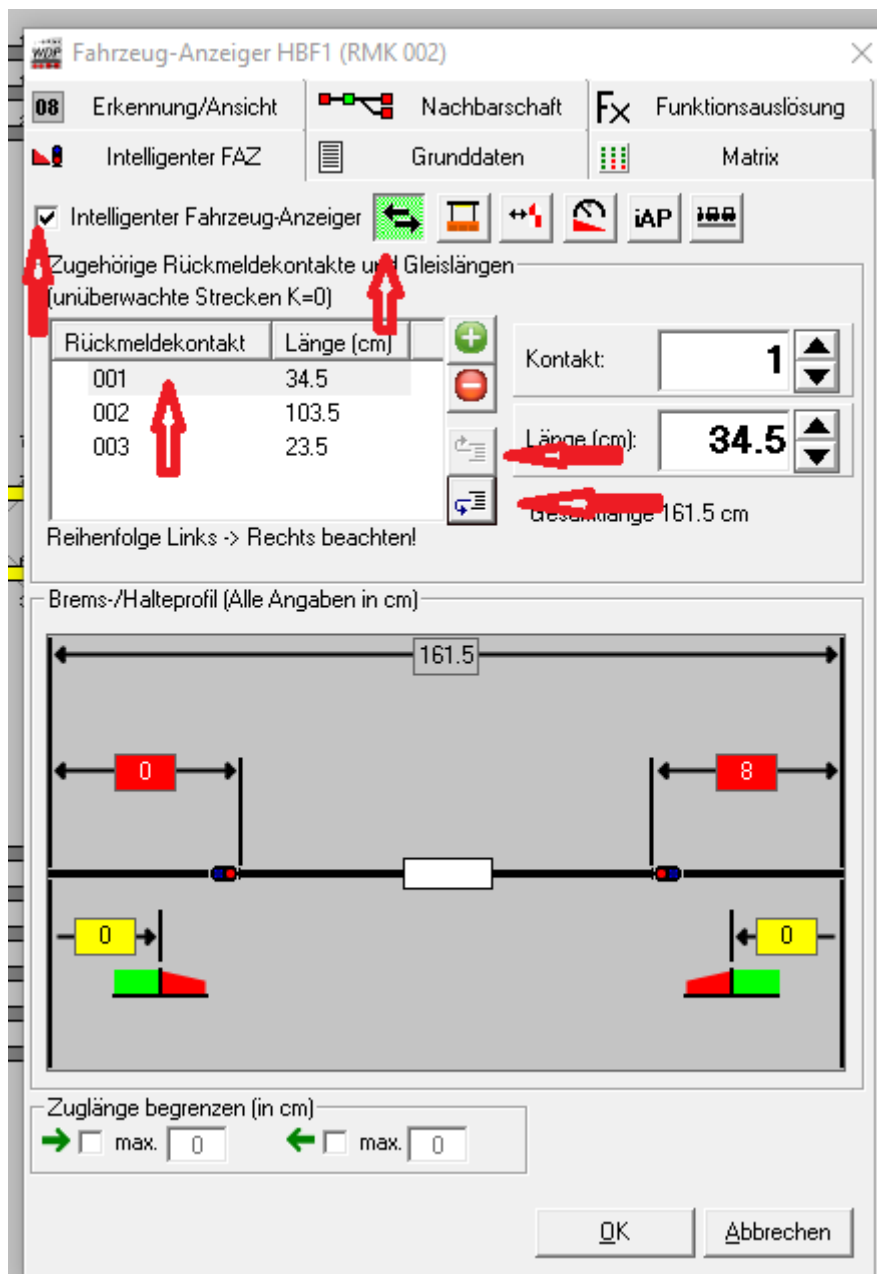 WDP Fahrzeug-Anzeiger HBF1 (RMK 002)
08 Erkennung/Ansicht Nachbarschaft Fx Funktionsauslösung
Intelligenter FAZ Grunddaten Matrix
Intelligenter Fahrzeug-Anzeiger iAP
Zugehörige Rückmeldekontakte und Gleislängen
(unüberwachte Strecken K=0)
Rückmeldekontakt Länge (cm)
001 34.5
002 103.5
003 23.5
Kontakt: 1
Länge (cm): 34.5
Gesamtlänge 161.5 cm
Reihenfolge Links -> Rechts beachten!
Brems-/Halteprofil (Alle Angaben in cm)
161.5
0 8
0 0
Zuglänge begrenzen (in cm)
max. 0 max. 0
OK Abbrechen